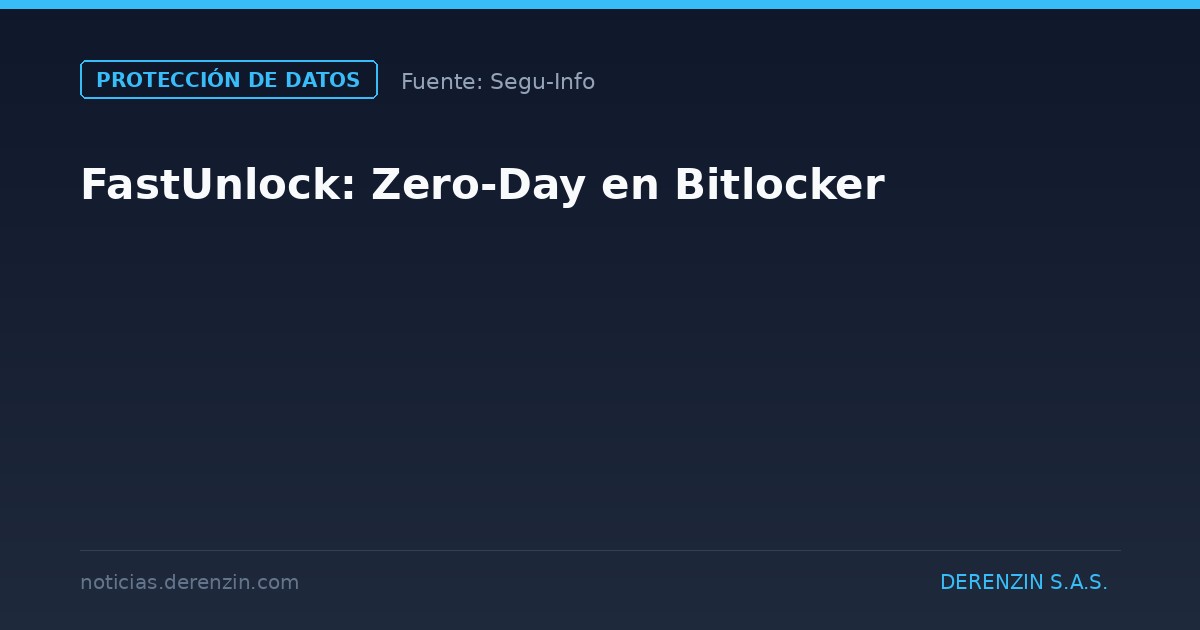 PROTECCIÓN DE DATOS
Fuente: Segu-Info
FastUnlock: Zero-Day en Bitlocker
noticias.derenzin.com
DERENZIN S.A.S.